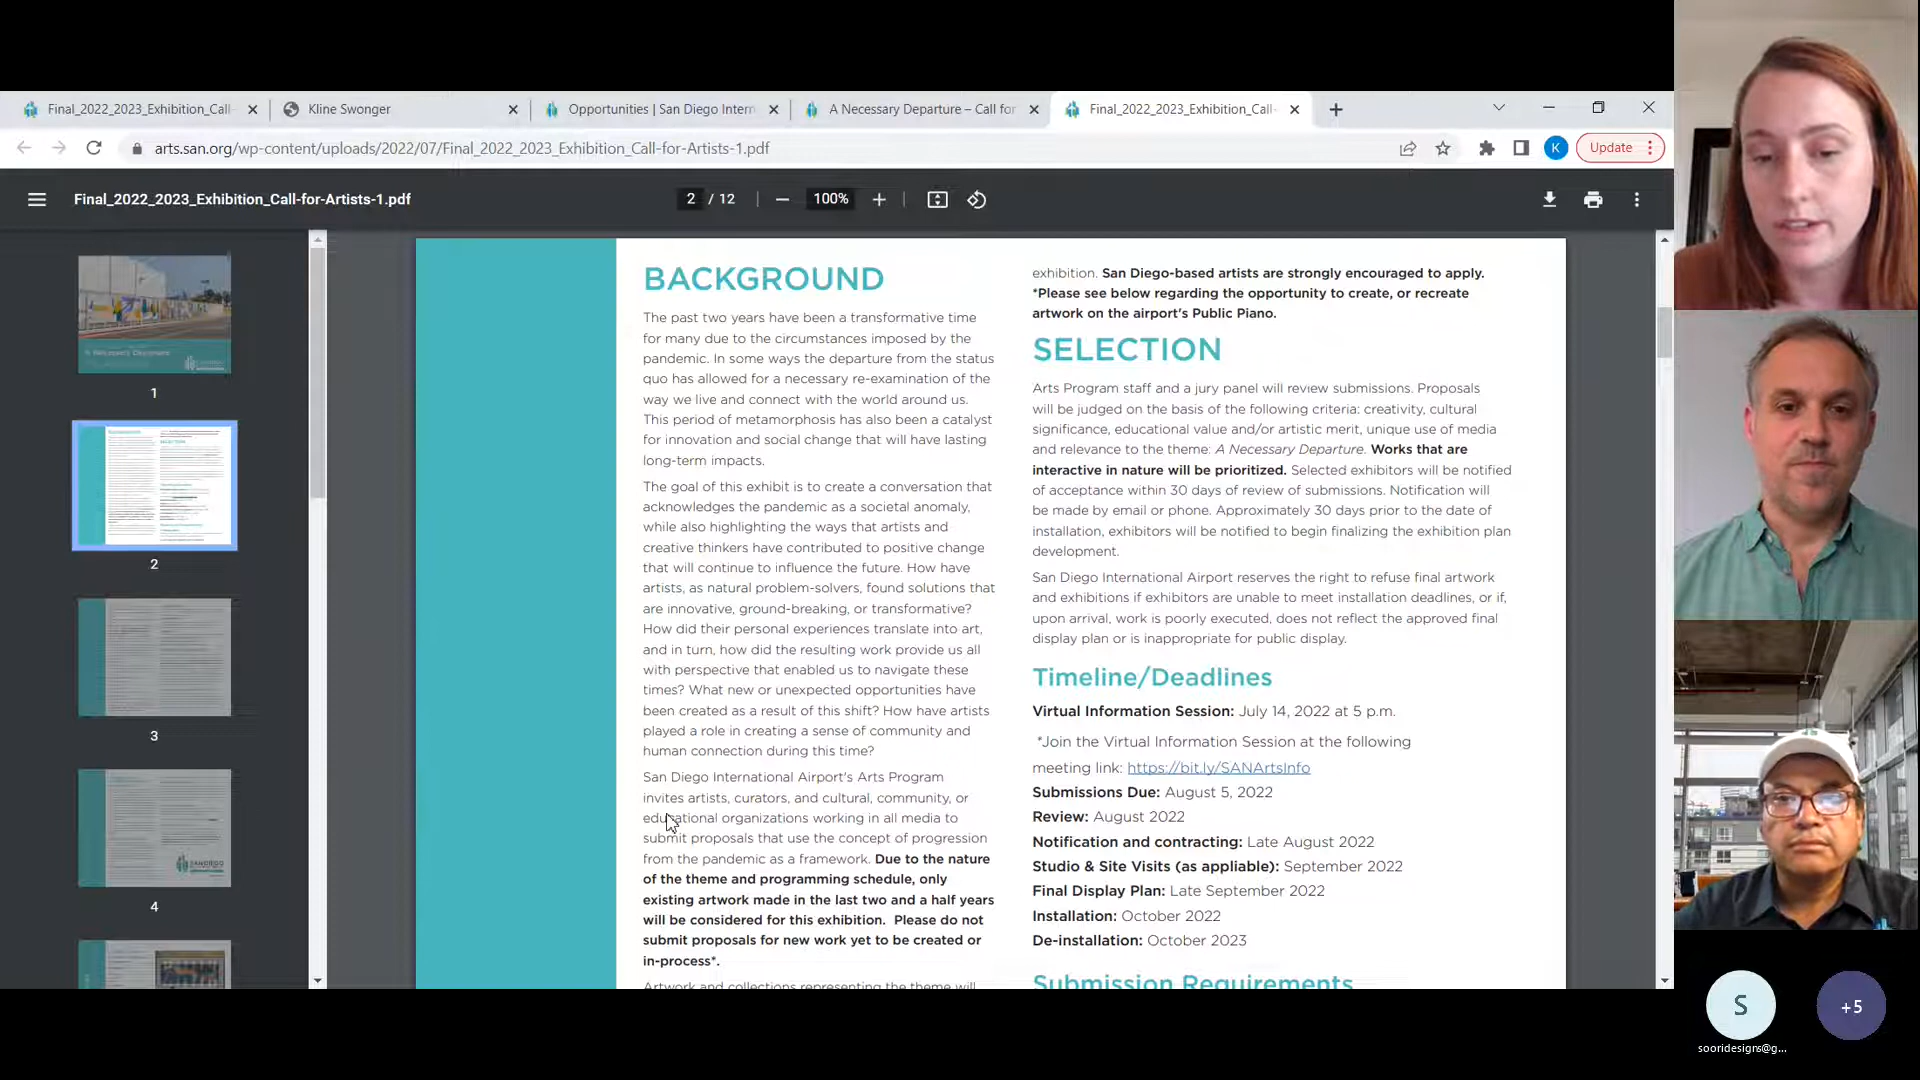 Final_2022_2023_Exhibition_Call-
Kline Swonger
Opportunities | San Diego Intern
A Necessary Departure – Call for
Final_2022_2023_Exhibition_Call-
arts.san.org/wp-content/uploads/2022/07/Final_2022_2023_Exhibition_Call-for-Artists-1.pdf
K
Update
Final_2022_2023_Exhibition_Call-for-Artists-1.pdf
2 / 12
100%
1
2
3
4
BACKGROUND
The past two years have been a transformative time
for many due to the circumstances imposed by the
pandemic. In some ways the departure from the status
quo has allowed for a necessary re-examination of the
way we live and connect with the world around us.
This period of metamorphosis has also been a catalyst
for innovation and social change that will have lasting
long-term impacts.
The goal of this exhibit is to create a conversation that
acknowledges the pandemic as a societal anomaly,
while also highlighting the ways that artists and
creative thinkers have contributed to positive change
that will continue to influence the future. How have
artists, as natural problem-solvers, found solutions that
are innovative, ground-breaking, or transformative?
How did their personal experiences translate into art,
and in turn, how did the resulting work provide us all
with perspective that enabled us to navigate these
times? What new or unexpected opportunities have
been created as a result of this shift? How have artists
played a role in creating a sense of community and
human connection during this time?
San Diego International Airport's Arts Program
invites artists, curators, and cultural, community, or
educational organizations working in all media to
submit proposals that use the concept of progression
from the pandemic as a framework. Due to the nature
of the theme and programming schedule, only
existing artwork made in the last two and a half years
will be considered for this exhibition. Please do not
submit proposals for new work yet to be created or
in-process*.
Artwork and collections representing the theme will
exhibition. San Diego-based artists are strongly encouraged to apply.
*Please see below regarding the opportunity to create, or recreate
artwork on the airport's Public Piano.
SELECTION
Arts Program staff and a jury panel will review submissions. Proposals
will be judged on the basis of the following criteria: creativity, cultural
significance, educational value and/or artistic merit, unique use of media
and relevance to the theme: A Necessary Departure. Works that are
interactive in nature will be prioritized. Selected exhibitors will be notified
of acceptance within 30 days of review of submissions. Notification will
be made by email or phone. Approximately 30 days prior to the date of
installation, exhibitors will be notified to begin finalizing the exhibition plan
development.
San Diego International Airport reserves the right to refuse final artwork
and exhibitions if exhibitors are unable to meet installation deadlines, or if,
upon arrival, work is poorly executed, does not reflect the approved final
display plan or is inappropriate for public display.
Timeline/Deadlines
Virtual Information Session: July 14, 2022 at 5 p.m.
*Join the Virtual Information Session at the following
meeting link: https://bit.ly/SANArtsInfo
Submissions Due: August 5, 2022
Review: August 2022
Notification and contracting: Late August 2022
Studio & Site Visits (as appliable): September 2022
Final Display Plan: Late September 2022
Installation: October 2022
De-installation: October 2023
Submission Requirements
S
sooridesigns@g...
+5